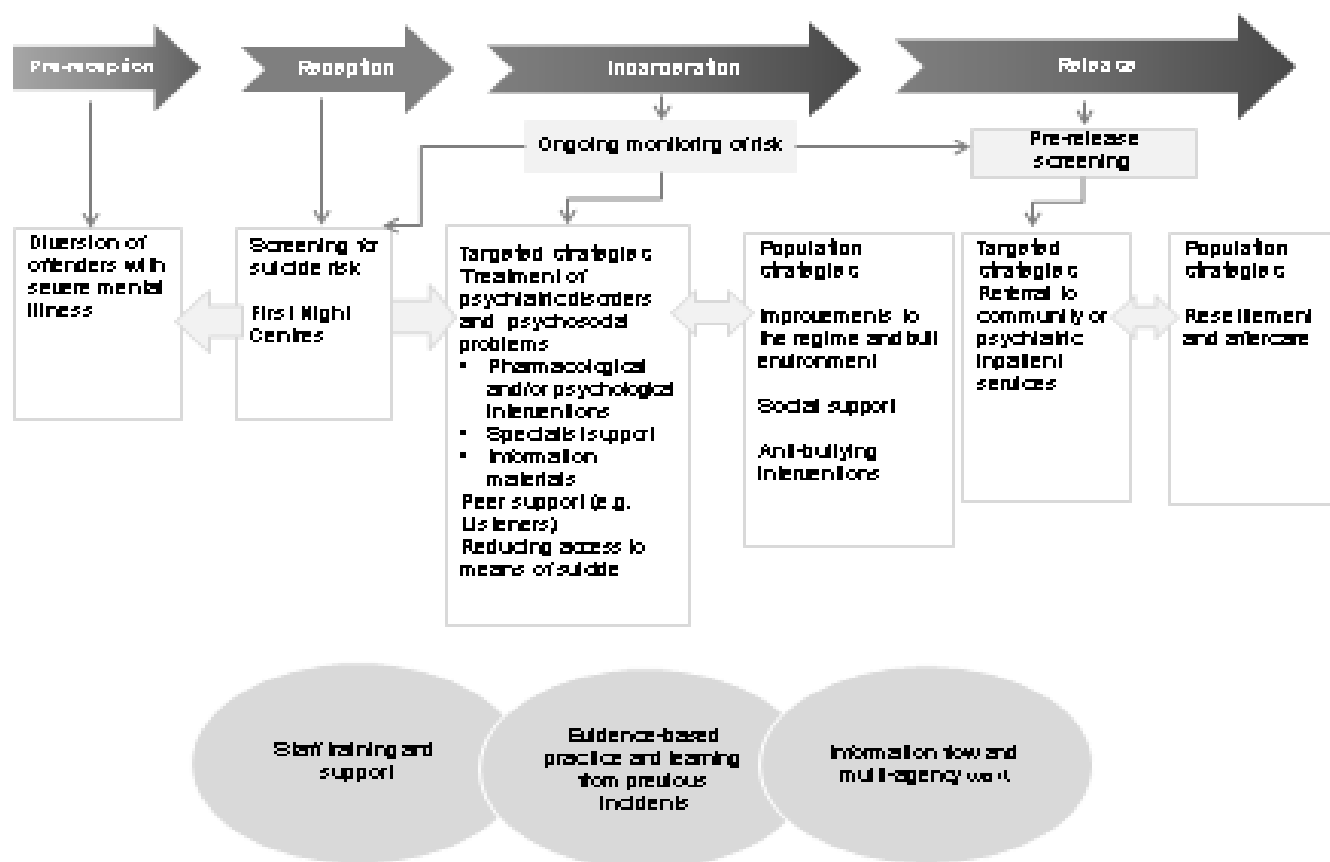 Pre-reception
Reception
Incarceration
Release
Ongoing monitoring of risk
Pre-release
screening
Diversion of
offenders with
severe mental
illness
Screening for
suicide risk
First Night
Centres
Targeted strategies
Treatment of
psychiatric disorders
and psychosocial
problems
• Pharmacological
and/or psychological
interventions
• Specialist support
• Information
materials
Peer support (e.g.
Listeners)
Reducing access to
means of suicide
Population
strategies
Improvements to
the regime and built
environment
Social support
Anti-bullying
interventions
Targeted
strategies
Referral to
community or
psychiatric
inpatient
services
Population
strategies
Resettlement
and aftercare
Staff training and
support
Evidence-based
practice and learning
from previous
incidents
Information flow and
multi-agency work